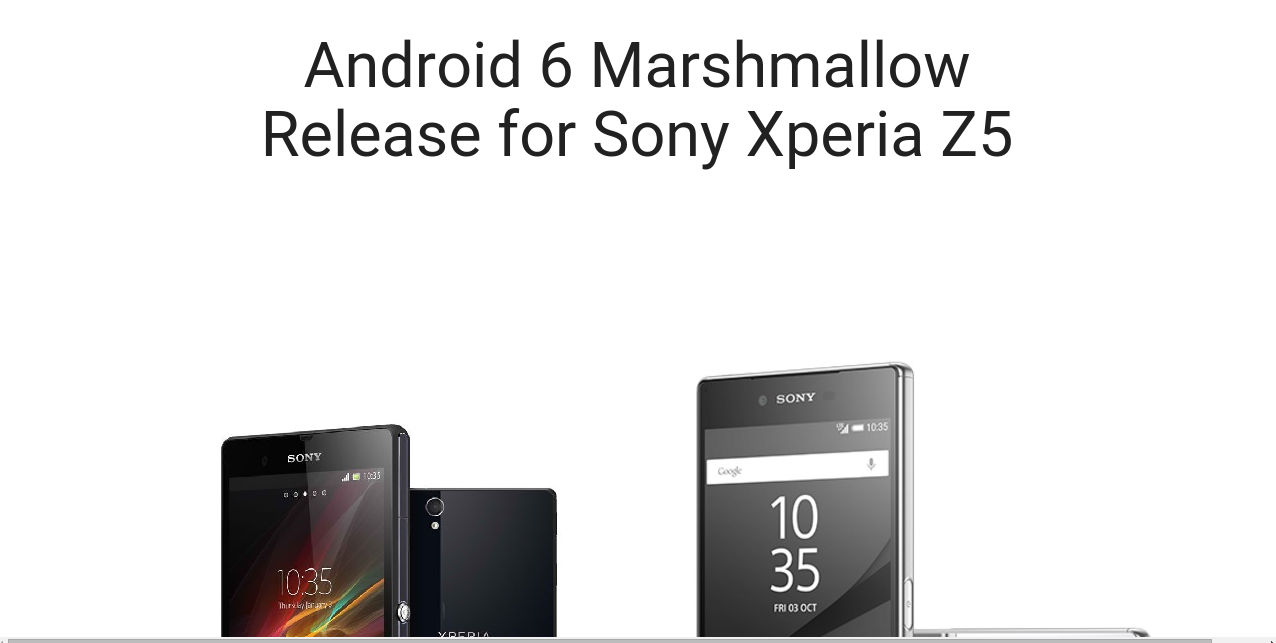 Android 6 Marshmallow
Release for Sony Xperia Z5
SONY
10:35
Google
10
35
FRI 03 OCT
SONY
10:35
10:35
Thursday January 3
XPERIA